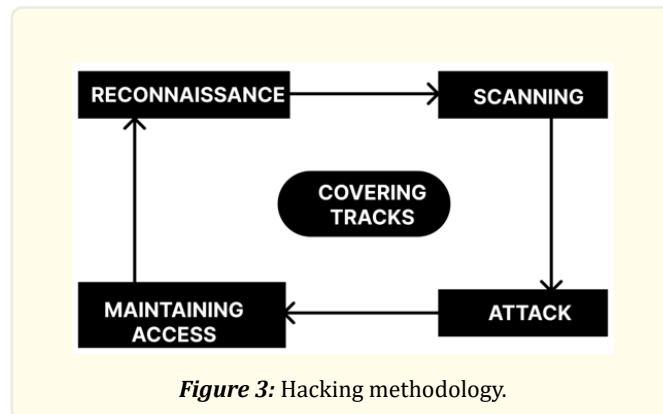 RECONNAISSANCE
SCANNING
COVERING
TRACKS
MAINTAINING
ACCESS
ATTACK
Figure 3: Hacking methodology.